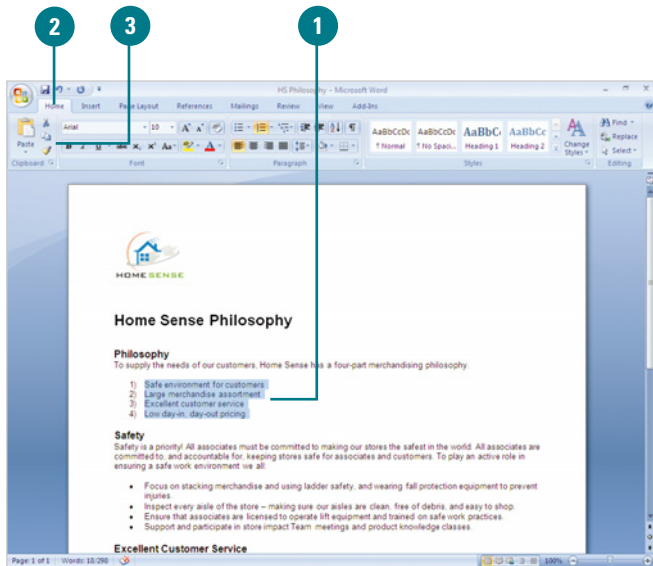 2 3 1
HS Philosophy - Microsoft Word
Home Insert Page Layout References Mailings Review View Add-Ins
Arial 10
AaBbCcDc AaBbCcDc AaBbC AaBbCc
Find
Replace
Select
Paste
¶ Normal ¶ No Spaci... Heading 1 Heading 2
Change
Styles
Clipboard Font Paragraph Styles Editing
HOMESENSE
Home Sense Philosophy
Philosophy
To supply the needs of our customers, Home Sense has a four-part merchandising philosophy.
1) Safe environment for customers
2) Large merchandise assortment
3) Excellent customer service
4) Low day-in, day-out pricing
Safety
Safety is a priority! All associates must be committed to making our stores the safest in the world. All associates are
committed to, and accountable for, keeping stores safe for associates and customers. To play an active role in
ensuring a safe work environment we all:
• Focus on stacking merchandise and using ladder safety, and wearing fall protection equipment to prevent
injuries.
• Inspect every aisle of the store – making sure our aisles are clean, free of debris, and easy to shop.
• Ensure that associates are licensed to operate lift equipment and trained on safe work practices.
• Support and participate in store impact Team meetings and product knowledge classes.
Excellent Customer Service
Page: 1 of 1 Words: 18/298 100%